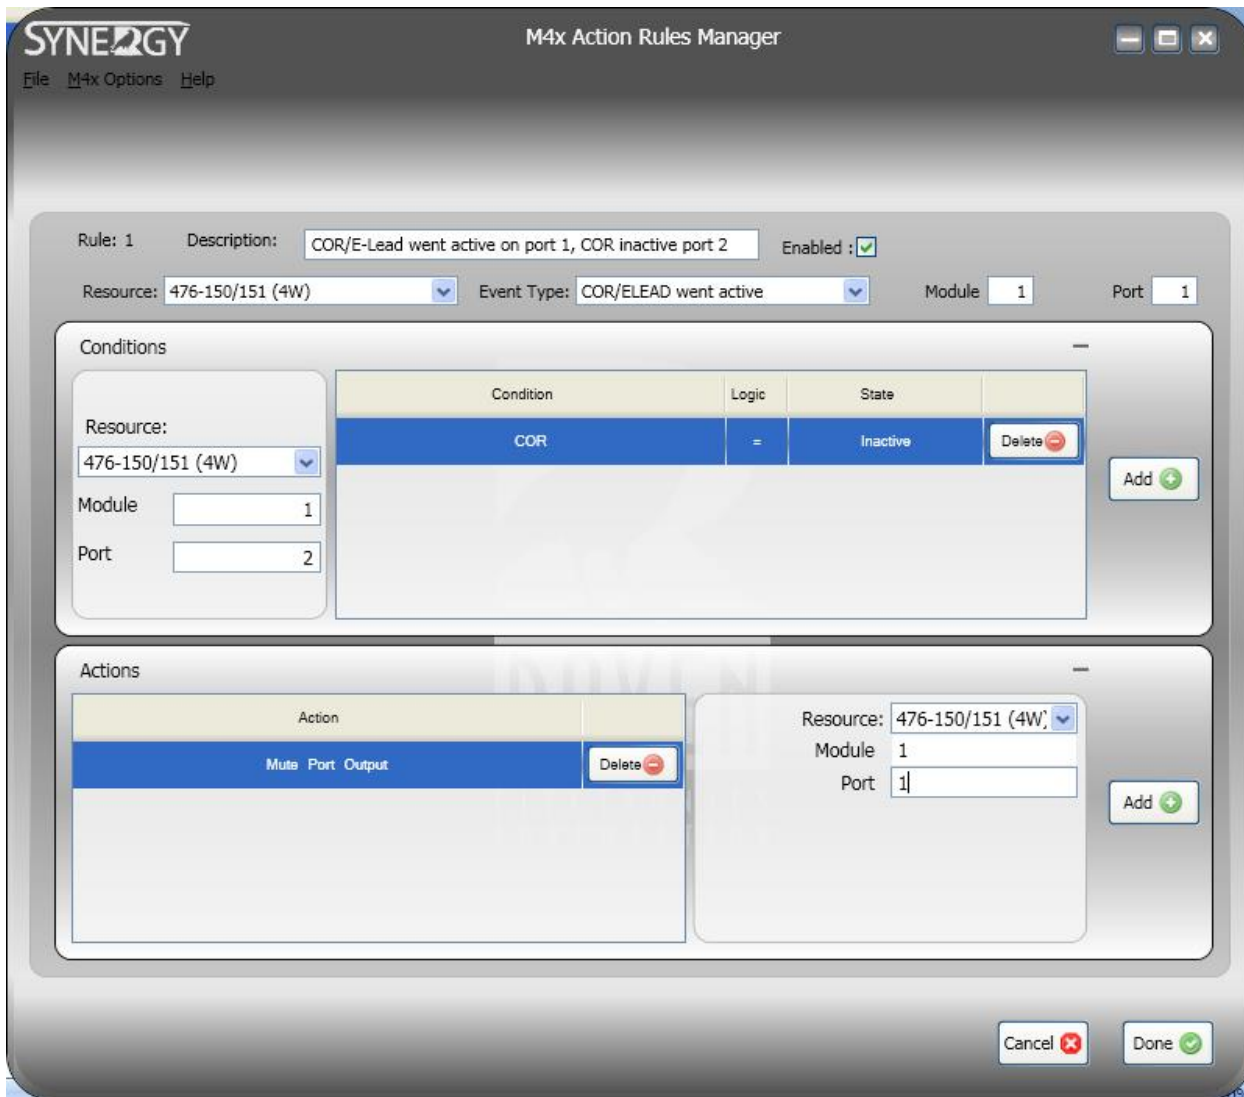 SYNERGY
M4x Action Rules Manager
File M4x Options Help
Rule: 1 Description: COR/E-Lead went active on port 1, COR inactive port 2 Enabled :
Resource: 476-150/151 (4W) Event Type: COR/ELEAD went active Module 1 Port 1
Conditions
Condition Logic State
Resource:
COR = Inactive Delete
476-150/151 (4W)
Add
Module 1
Port 2
Actions
Action
Resource: 476-150/151 (4W)
Mute Port Output Delete
Module 1
Port 1
Add
Cancel Done